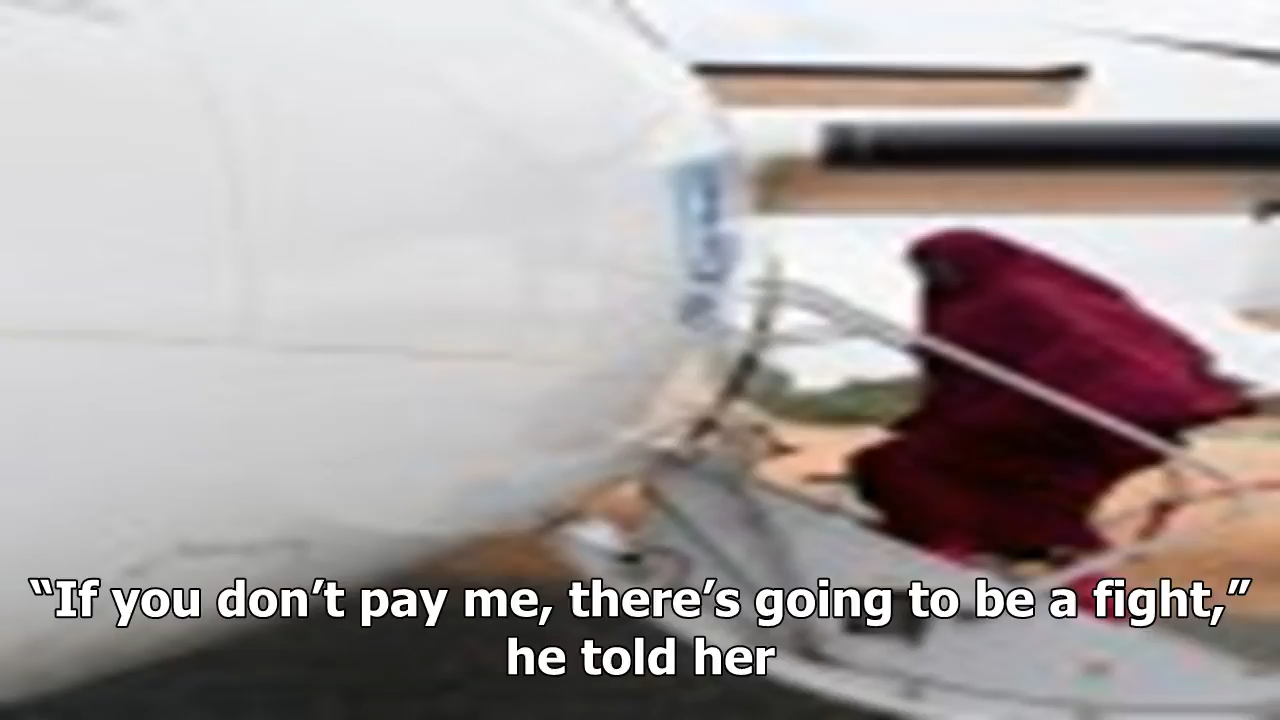 “If you don’t pay me, there’s going to be a fight,”
he told her